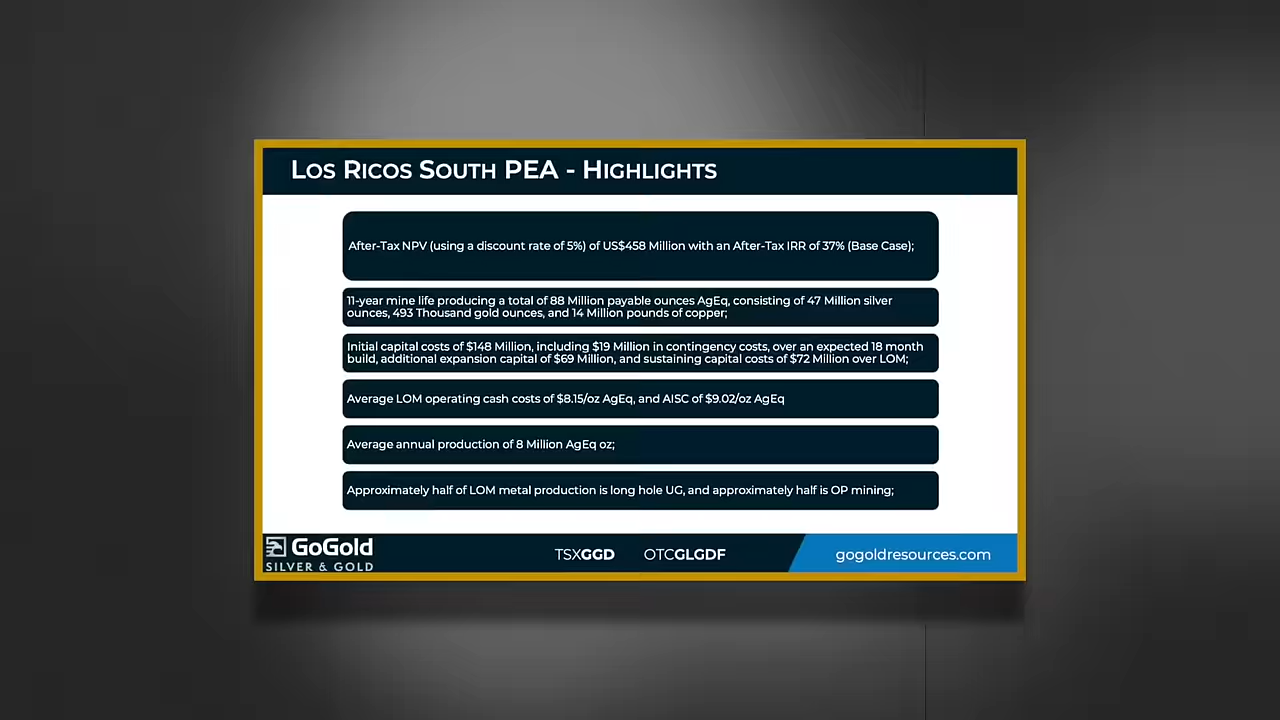 LOS RICOS SOUTH PEA - HIGHLIGHTS
After-Tax NPV (using a discount rate of 5%) of US$458 Million with an After-Tax IRR of 37% (Base Case);
11-year mine life producing a total of 88 Million payable ounces AgEq, consisting of 47 Million silver
ounces, 493 Thousand gold ounces, and 14 Million pounds of copper;
Initial capital costs of $148 Million, including $19 Million in contingency costs, over an expected 18 month
build, additional expansion capital of $69 Million, and sustaining capital costs of $72 Million over LOM;
Average LOM operating cash costs of $8.15/oz AgEq, and AISC of $9.02/oz AgEq
Average annual production of 8 Million AgEq oz;
Approximately half of LOM metal production is long hole UG, and approximately half is OP mining;
GoGold
SILVER & GOLD
TSXGGD
OTCGLGDF
gogoldresources.com